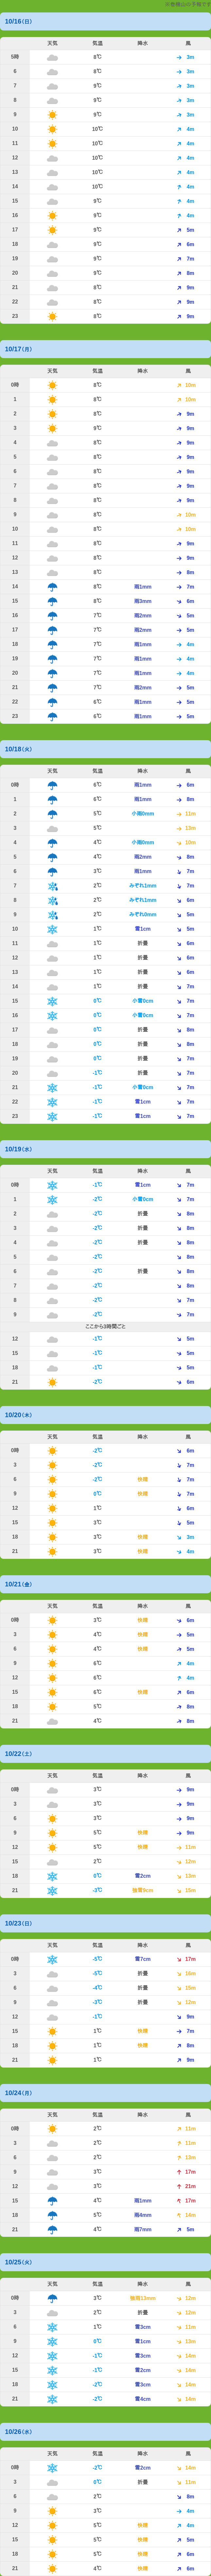 ※乗鞍山の予報です
10/16(日)
天気 気温 降水 風
5時 8℃ 3m
6 8℃ 3m
7 9℃ 3m
8 9℃ 3m
9 9℃ 3m
10 10℃ 4m
11 10℃ 4m
12 10℃ 4m
13 10℃ 4m
14 10℃ 4m
15 9℃ 4m
16 9℃ 4m
17 9℃ 5m
18 9℃ 6m
19 9℃ 7m
20 9℃ 8m
21 8℃ 9m
22 8℃ 9m
23 8℃ 9m
10/17(月)
天気 気温 降水 風
0時 8℃ 10m
1 8℃ 10m
2 8℃ 9m
3 9℃ 9m
4 8℃ 9m
5 8℃ 9m
6 8℃ 9m
7 8℃ 9m
8 8℃ 9m
9 8℃ 10m
10 8℃ 10m
11 8℃ 9m
12 8℃ 9m
13 8℃ 8m
14 8℃ 雨1mm 7m
15 8℃ 雨3mm 6m
16 7℃ 雨2mm 5m
17 7℃ 雨2mm 5m
18 7℃ 雨1mm 4m
19 7℃ 雨1mm 4m
20 7℃ 雨1mm 4m
21 7℃ 雨2mm 5m
22 6℃ 雨1mm 5m
23 6℃ 雨1mm 5m
10/18(火)
天気 気温 降水 風
0時 6℃ 雨1mm 6m
1 6℃ 雨1mm 8m
2 5℃ 小雨0mm 11m
3 5℃ 13m
4 4℃ 小雨0mm 10m
5 4℃ 雨2mm 8m
6 3℃ 雨1mm 7m
7 2℃ みぞれ1mm 7m
8 2℃ みぞれ1mm 6m
9 2℃ みぞれ0mm 5m
10 1℃ 雪1cm 5m
11 1℃ 折曇 6m
12 1℃ 折曇 6m
13 1℃ 折曇 6m
14 1℃ 折曇 7m
15 0℃ 小雪0cm 7m
16 0℃ 小雪0cm 7m
17 0℃ 折曇 8m
18 0℃ 折曇 8m
19 0℃ 折曇 7m
20 -1℃ 折曇 7m
21 -1℃ 小雪0cm 7m
22 -1℃ 雪1cm 7m
23 -1℃ 雪1cm 7m
10/19(水)
天気 気温 降水 風
0時 -1℃ 雪1cm 7m
1 -2℃ 小雪0cm 7m
2 -2℃ 折曇 8m
3 -2℃ 折曇 8m
4 -2℃ 折曇 8m
5 -2℃ 8m
6 -2℃ 折曇 8m
7 -2℃ 8m
8 -2℃ 7m
9 -2℃ 7m
ここから3時間ごと
12 -1℃ 5m
15 -1℃ 5m
18 -1℃ 5m
21 -2℃ 6m
10/20(木)
天気 気温 降水 風
0時 -2℃ 6m
3 -2℃ 7m
6 -2℃ 快晴 7m
9 0℃ 快晴 7m
12 1℃ 6m
15 3℃ 5m
18 3℃ 快晴 3m
21 3℃ 快晴 4m
10/21(金)
天気 気温 降水 風
0時 3℃ 快晴 6m
3 4℃ 快晴 5m
6 4℃ 快晴 5m
9 6℃ 4m
12 6℃ 4m
15 6℃ 快晴 6m
18 5℃ 8m
21 4℃ 8m
10/22(土)
天気 気温 降水 風
0時 3℃ 9m
3 3℃ 9m
6 3℃ 9m
9 5℃ 快晴 9m
12 5℃ 快晴 11m
15 2℃ 12m
18 0℃ 雪2cm 13m
21 -3℃ 強雪9cm 15m
10/23(日)
天気 気温 降水 風
0時 -5℃ 雪7cm 17m
3 -5℃ 折曇 16m
6 -4℃ 折曇 15m
9 -3℃ 折曇 12m
12 -1℃ 9m
15 1℃ 快晴 7m
18 1℃ 快晴 8m
21 1℃ 9m
10/24(月)
天気 気温 降水 風
0時 2℃ 11m
3 2℃ 11m
6 2℃ 13m
9 3℃ 17m
12 3℃ 21m
15 4℃ 雨1mm 17m
18 5℃ 雨4mm 14m
21 4℃ 雨7mm 5m
10/25(火)
天気 気温 降水 風
0時 3℃ 強雨13mm 12m
3 2℃ 折曇 12m
6 1℃ 雪3cm 11m
9 0℃ 雪1cm 13m
12 -1℃ 雪3cm 14m
15 -1℃ 雪2cm 14m
18 -2℃ 雪3cm 14m
21 -2℃ 雪4cm 14m
10/26(水)
天気 気温 降水 風
0時 -2℃ 雪2cm 14m
3 0℃ 折曇 11m
6 2℃ 8m
9 3℃ 4m
12 5℃ 快晴 4m
15 5℃ 快晴 5m
18 5℃ 快晴 6m
21 4℃ 快晴 6m